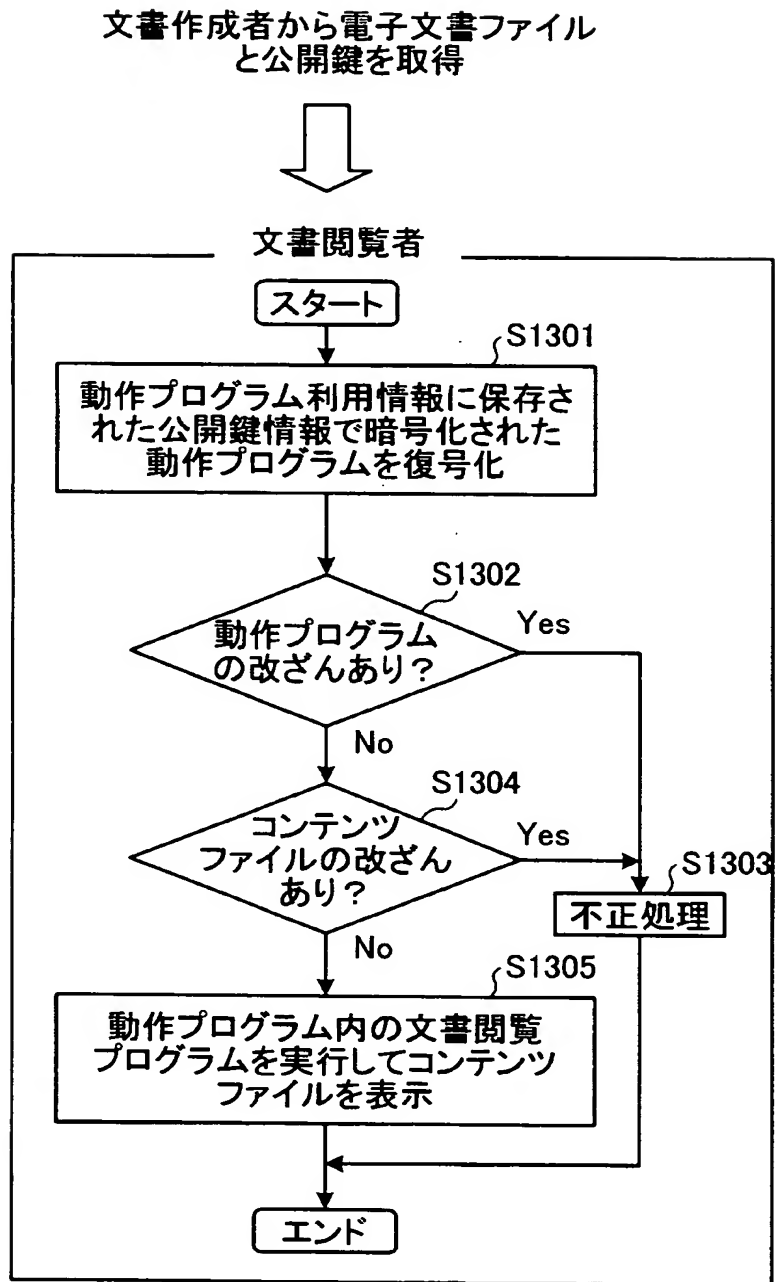 文書作成者から電子文書ファイル
と公開鍵を取得
文書閲覧者
スタート
S1301
動作プログラム利用情報に保存さ
れた公開鍵情報で暗号化された
動作プログラムを復号化
S1302
動作プログラム
の改ざんあり?
Yes
No
S1304
コンテンツ
ファイルの改ざん
あり?
Yes
S1303
不正処理
No
S1305
動作プログラム内の文書閲覧
プログラムを実行してコンテンツ
ファイルを表示
エンド